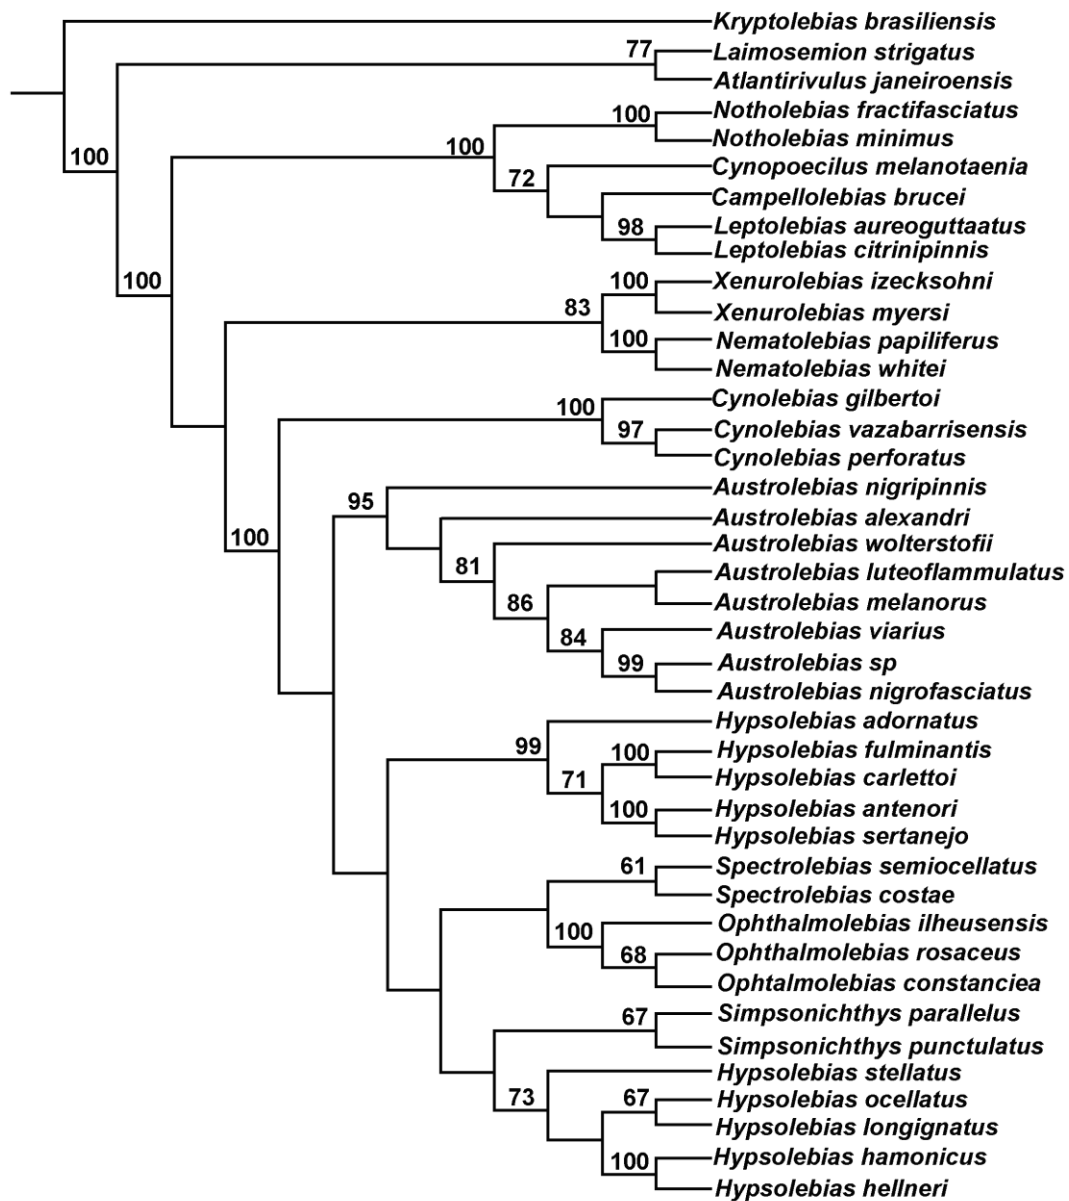 Kryptolebias brasiliensis
77
Laimosemion strigatus
Atlantirivulus janeiroensis
100
Notholebias fractifasciatus
100
100
Notholebias minimus
Cynopoecilus melanotaenia
72
Campellolebias brucei
98
Leptolebias aureoguttaatus
Leptolebias citrinipinnis
100
100
Xenurolebias izecksohni
83
Xenurolebias myersi
100
Nematolebias papiliferus
Nematolebias whitei
100
Cynolebias gilbertoi
97
Cynolebias vazabarrisensis
Cynolebias perforatus
95
Austrolebias nigripinnis
Austrolebias alexandri
100
Austrolebias wolterstofii
81
Austrolebias luteoflammulatus
86
Austrolebias melanorus
84
Austrolebias viarius
99
Austrolebias sp
Austrolebias nigrofasciatus
Hypsolebias adornatus
99
100
Hypsolebias fulminantis
71
Hypsolebias carlettoi
100
Hypsolebias antenori
Hypsolebias sertanejo
61
Spectrolebias semiocellatus
Spectrolebias costae
100
Ophthalmolebias ilheusensis
68
Ophthalmolebias rosaceus
Ophtalmolebias constanciea
67
Simpsonichthys parallelus
Simpsonichthys punctulatus
Hypsolebias stellatus
73
67
Hypsolebias ocellatus
Hypsolebias longignatus
100
Hypsolebias hamonicus
Hypsolebias hellneri